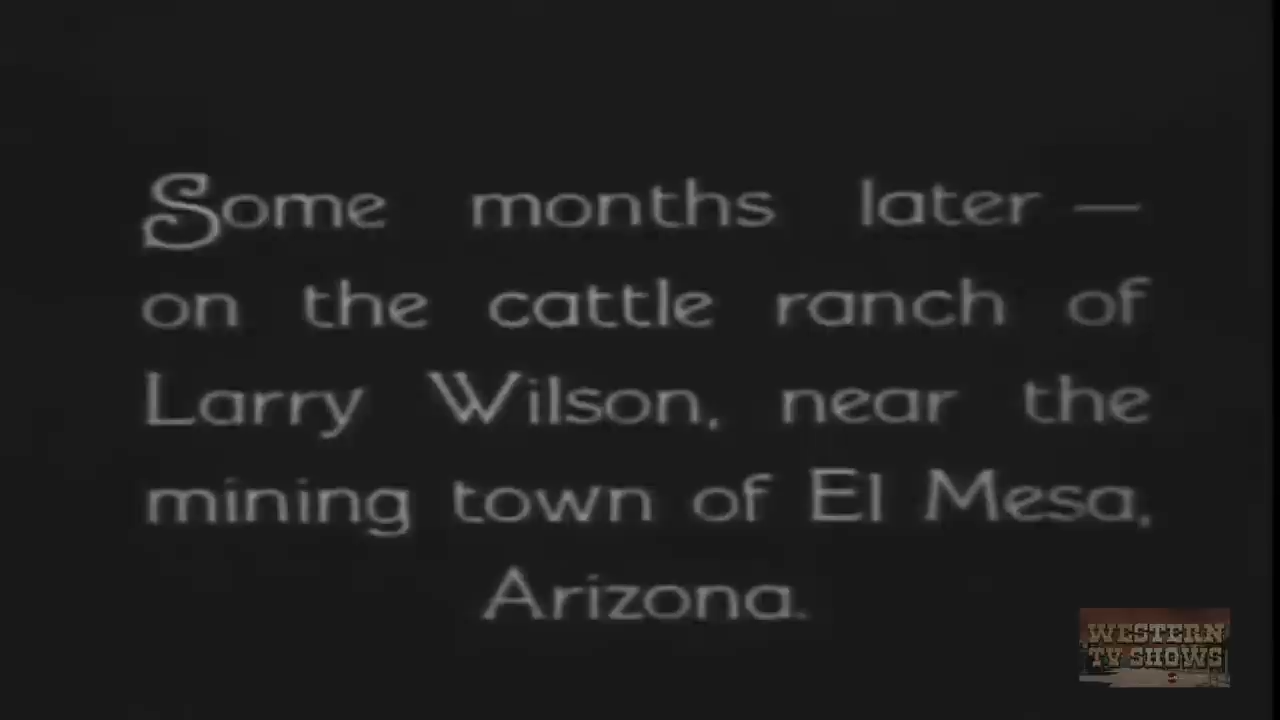 Some months later —
on the cattle ranch of
Larry Wilson, near the
mining town of El Mesa,
Arizona.
WESTERN
TV SHOWS